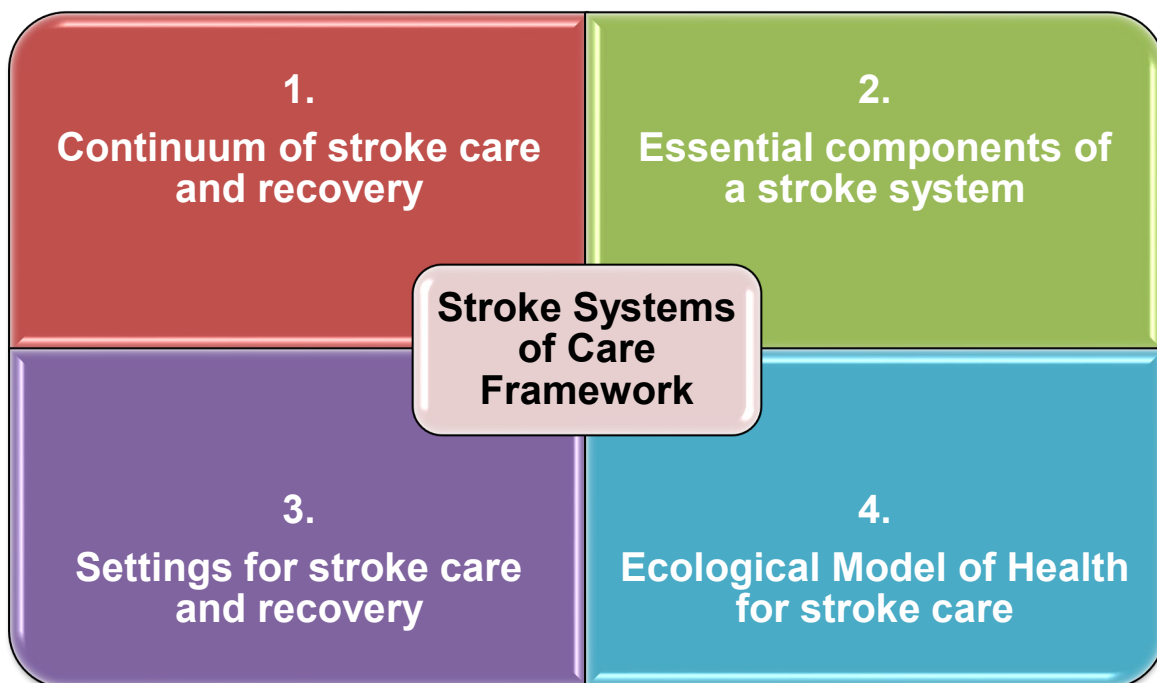 1.
Continuum of stroke care
and recovery
2.
Essential components of
a stroke system
Stroke Systems
of Care
Framework
3.
Settings for stroke care
and recovery
4.
Ecological Model of Health
for stroke care